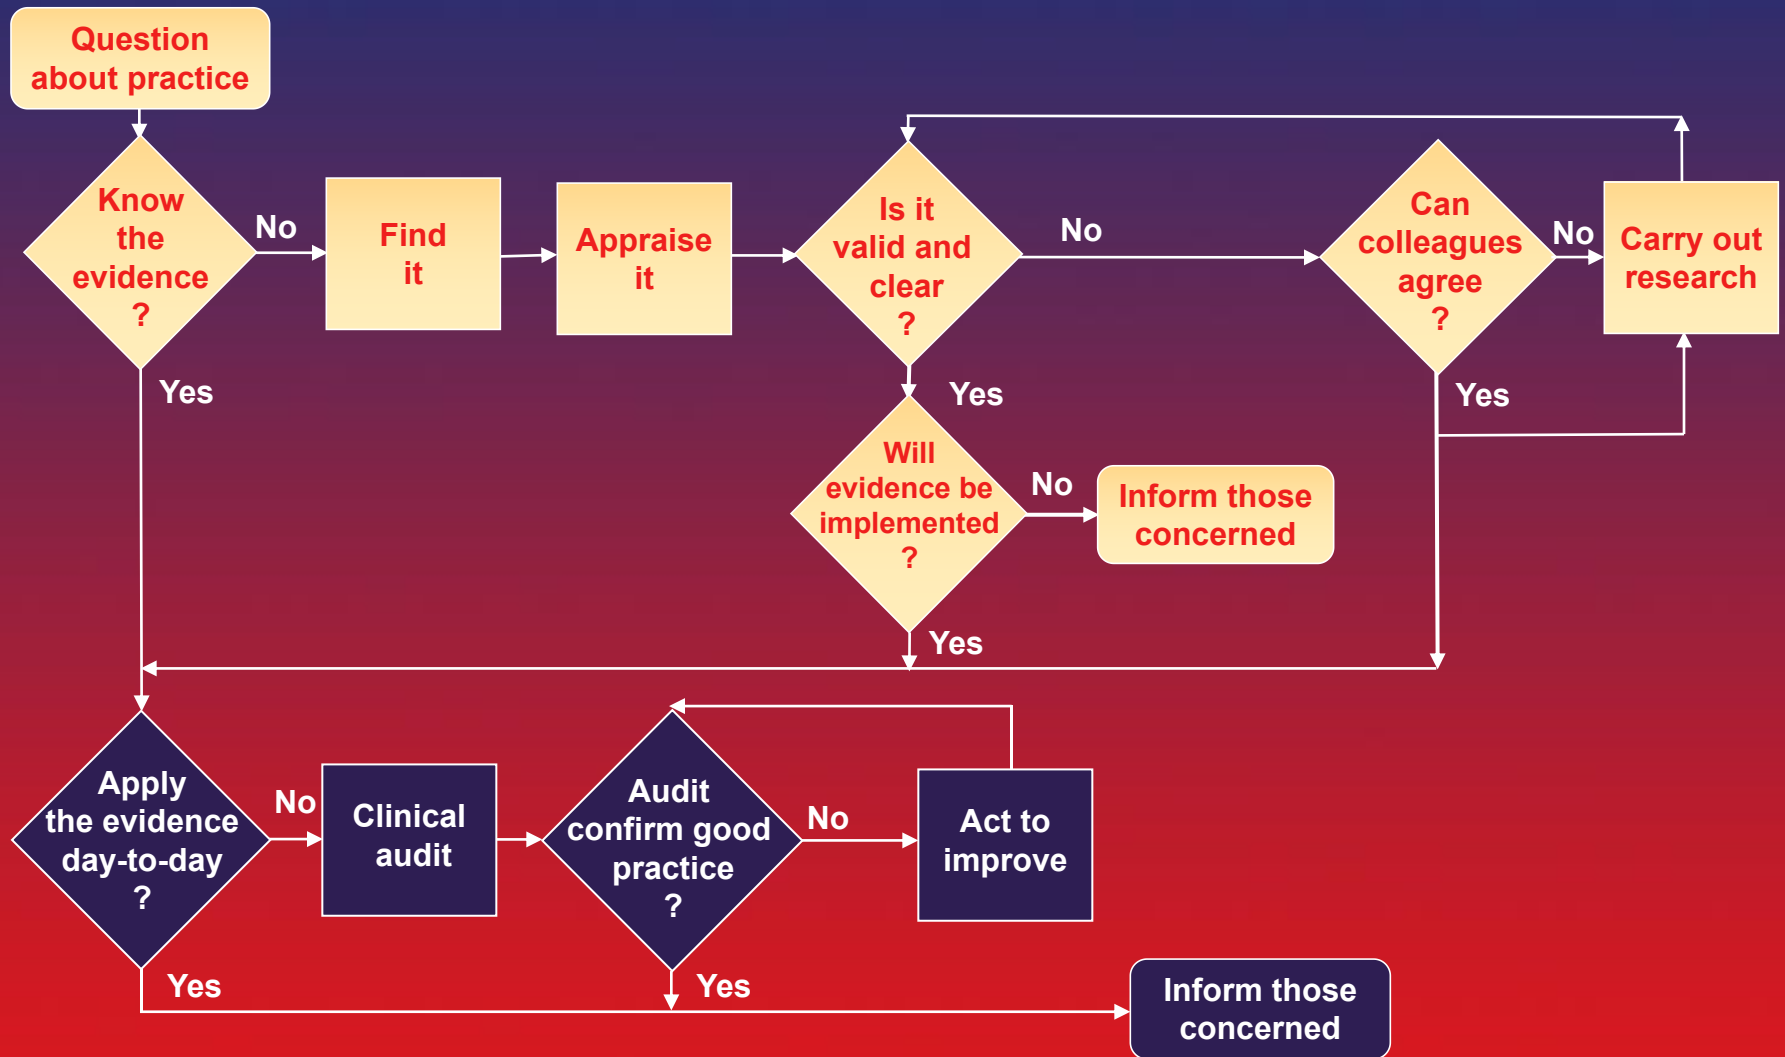 Question
about practice
Know
the
evidence
?
No
Find
it
Appraise
it
Is it
valid and
clear
?
No
Can
colleagues
agree
?
No
Carry out
research
Yes
Yes
Yes
Will
evidence be
implemented
?
No
Inform those
concerned
Yes
Apply
the evidence
day-to-day
?
No
Clinical
audit
Audit
confirm good
practice
?
No
Act to
improve
Yes
Yes
Inform those
concerned